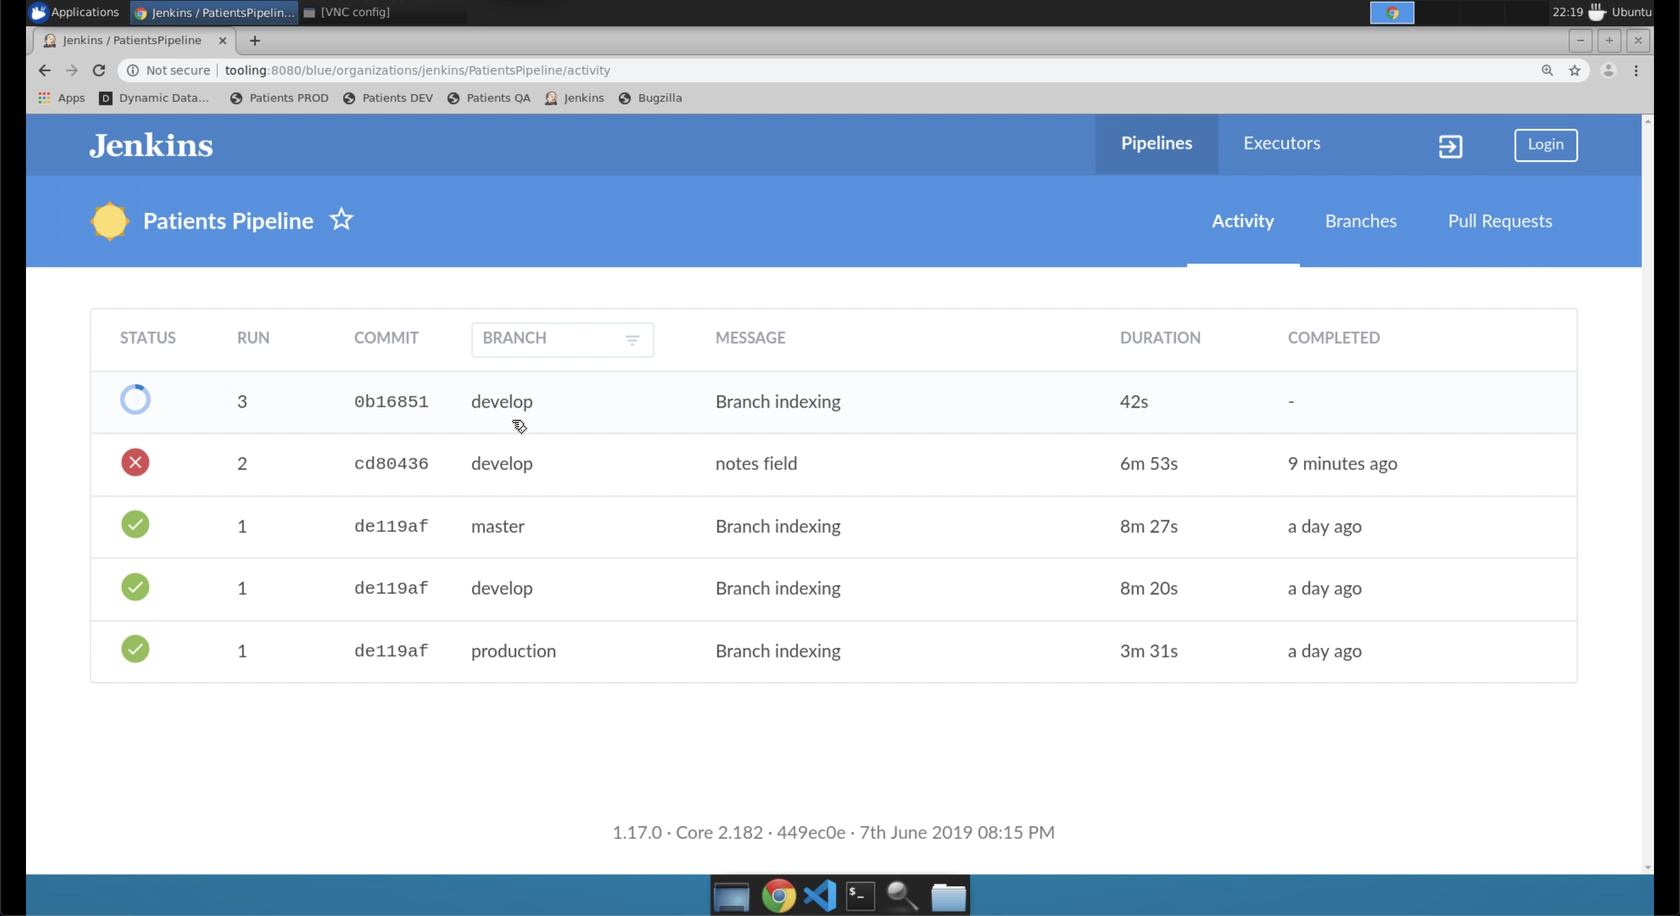 Applications Jenkins / PatientsPipelin... [VNC config] 22:19 Ubuntu
Jenkins / PatientsPipeline
Not secure tooling:8080/blue/organizations/jenkins/PatientsPipeline/activity
Apps D Dynamic Data... Patients PROD Patients DEV Patients QA Jenkins Bugzilla
Jenkins Pipelines Executors Login
Patients Pipeline Activity Branches Pull Requests
STATUS RUN COMMIT BRANCH MESSAGE DURATION COMPLETED
3 0b16851 develop Branch indexing 42s -
2 cd80436 develop notes field 6m 53s 9 minutes ago
1 de119af master Branch indexing 8m 27s a day ago
1 de119af develop Branch indexing 8m 20s a day ago
1 de119af production Branch indexing 3m 31s a day ago
1.17.0 · Core 2.182 · 449ec0e · 7th June 2019 08:15 PM
$_